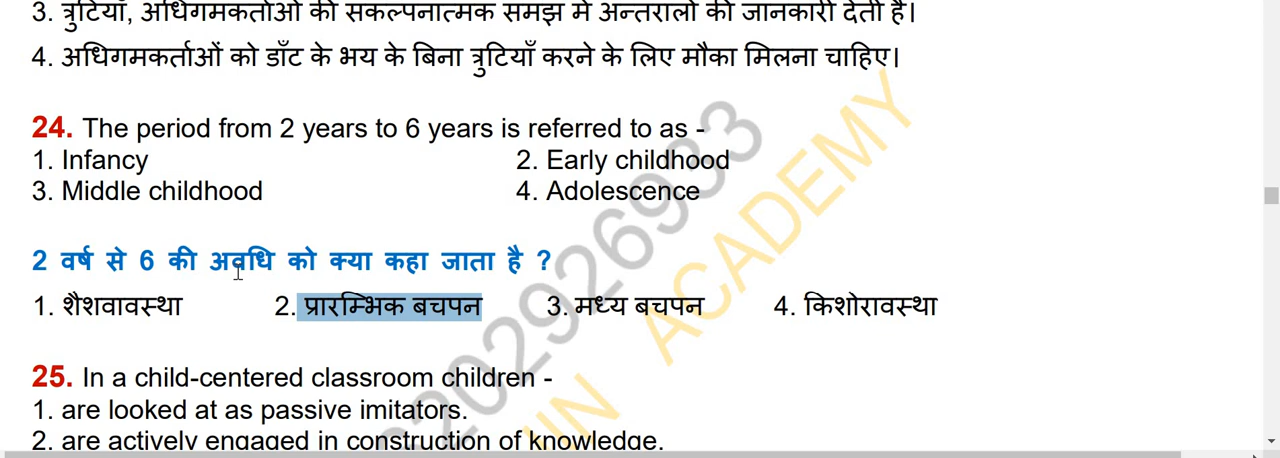 3. त्रुटियाँ, अधिगमकर्ताओं की संकल्पनात्मक समझ में अन्तरालों की जानकारी देती हैं।
4. अधिगमकर्ताओं को डाँट के भय के बिना त्रुटियाँ करने के लिए मौका मिलना चाहिए।
24. The period from 2 years to 6 years is referred to as -
1. Infancy 2. Early childhood
3. Middle childhood 4. Adolescence
2 वर्ष से 6 की अवधि को क्या कहा जाता है ?
1. शैशवावस्था 2. प्रारम्भिक बचपन 3. मध्य बचपन 4. किशोरावस्था
25. In a child-centered classroom children -
1. are looked at as passive imitators.
2. are actively engaged in construction of knowledge.
202926933
ACADEMY